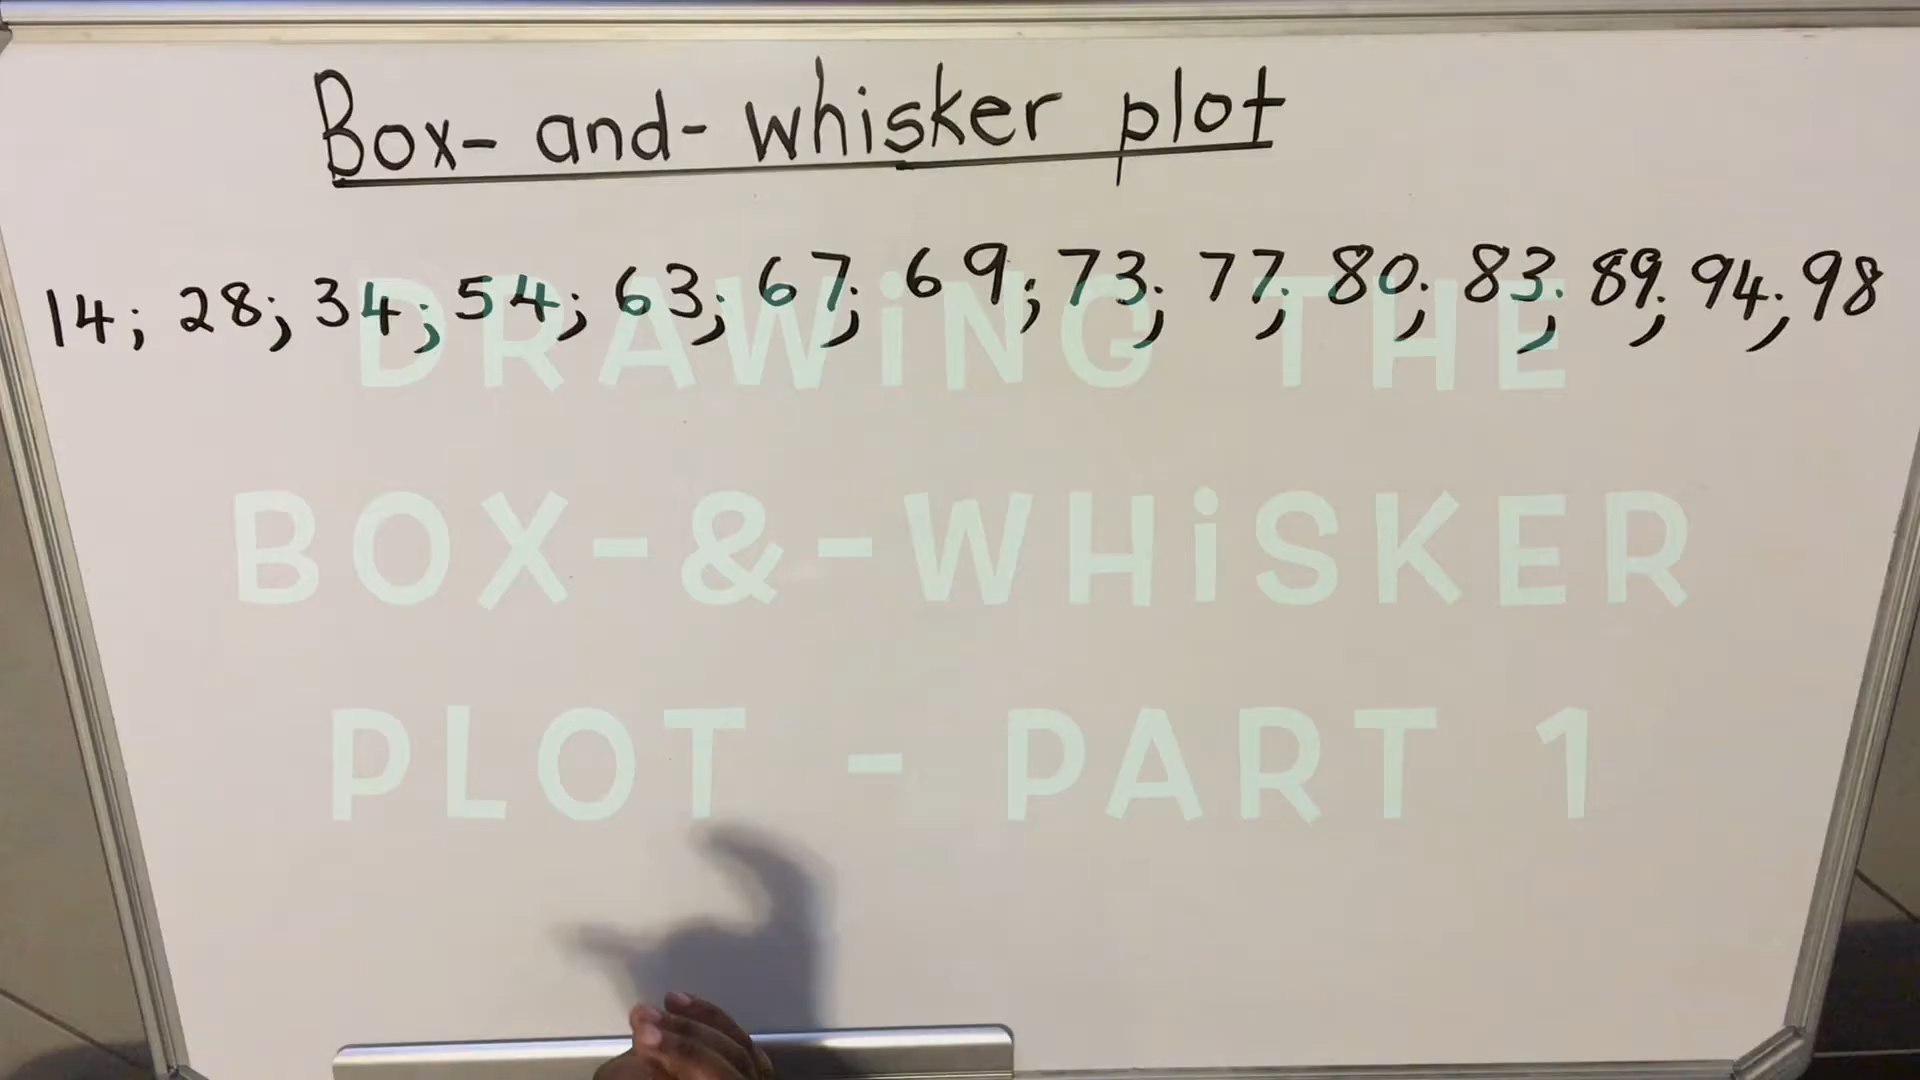 Box-and-whisker plot
14; 28; 34; 54; 63; 67; 69; 73; 77; 80; 83; 89; 94; 98
DRAWiNG THE
BOX-&-WHiSKER
PLOT - PART 1